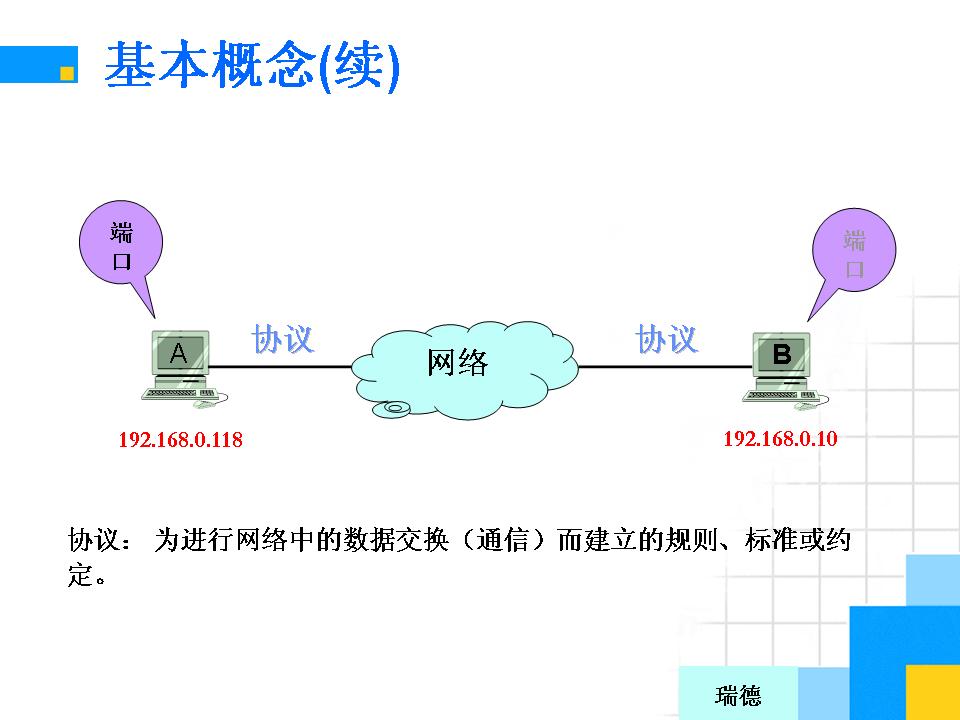 基本概念(续)
端
口
端
口
协议
协议
A
网络
B
192.168.0.118
192.168.0.10
协议： 为进行网络中的数据交换（通信）而建立的规则、标准或约
定。
瑞德